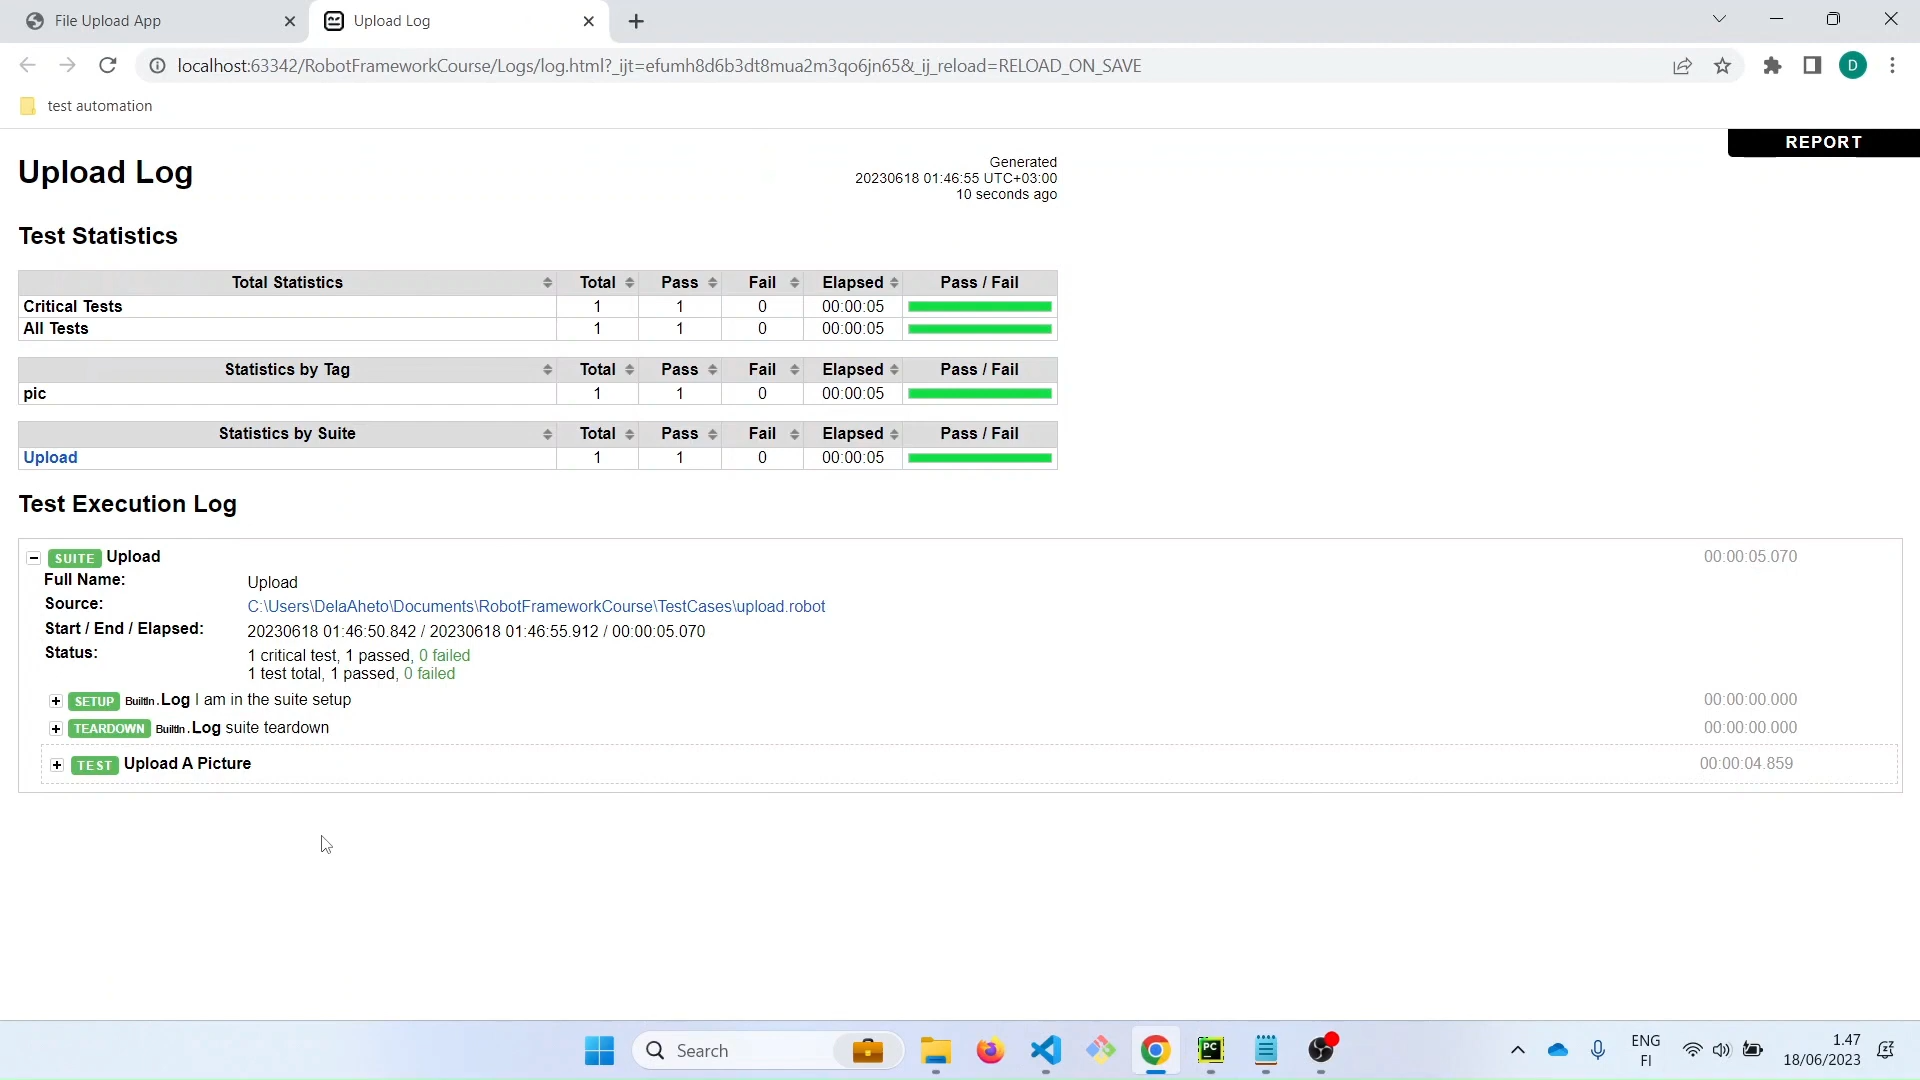 File Upload App
Upload Log
localhost:63342/RobotFrameworkCourse/Logs/log.html?_ijt=efumh8d6b3dt8mua2m3qo6jn65&_ij_reload=RELOAD_ON_SAVE
D
test automation
REPORT
Upload Log
Generated
20230618 01:46:55 UTC+03:00
10 seconds ago
Test Statistics
Total Statistics Total Pass Fail Elapsed Pass / Fail
Critical Tests 1 1 0 00:00:05
All Tests 1 1 0 00:00:05
Statistics by Tag Total Pass Fail Elapsed Pass / Fail
pic 1 1 0 00:00:05
Statistics by Suite Total Pass Fail Elapsed Pass / Fail
Upload 1 1 0 00:00:05
Test Execution Log
SUITE Upload 00:00:05.070
Full Name: Upload
Source: C:\Users\DelaAheto\Documents\RobotFrameworkCourse\TestCases\upload.robot
Start / End / Elapsed: 20230618 01:46:50.842 / 20230618 01:46:55.912 / 00:00:05.070
Status: 1 critical test, 1 passed, 0 failed
1 test total, 1 passed, 0 failed
SETUP BuiltIn.Log I am in the suite setup 00:00:00.000
TEARDOWN BuiltIn.Log suite teardown 00:00:00.000
TEST Upload A Picture 00:00:04.859
Search
PC
ENG
FI
1.47
18/06/2023